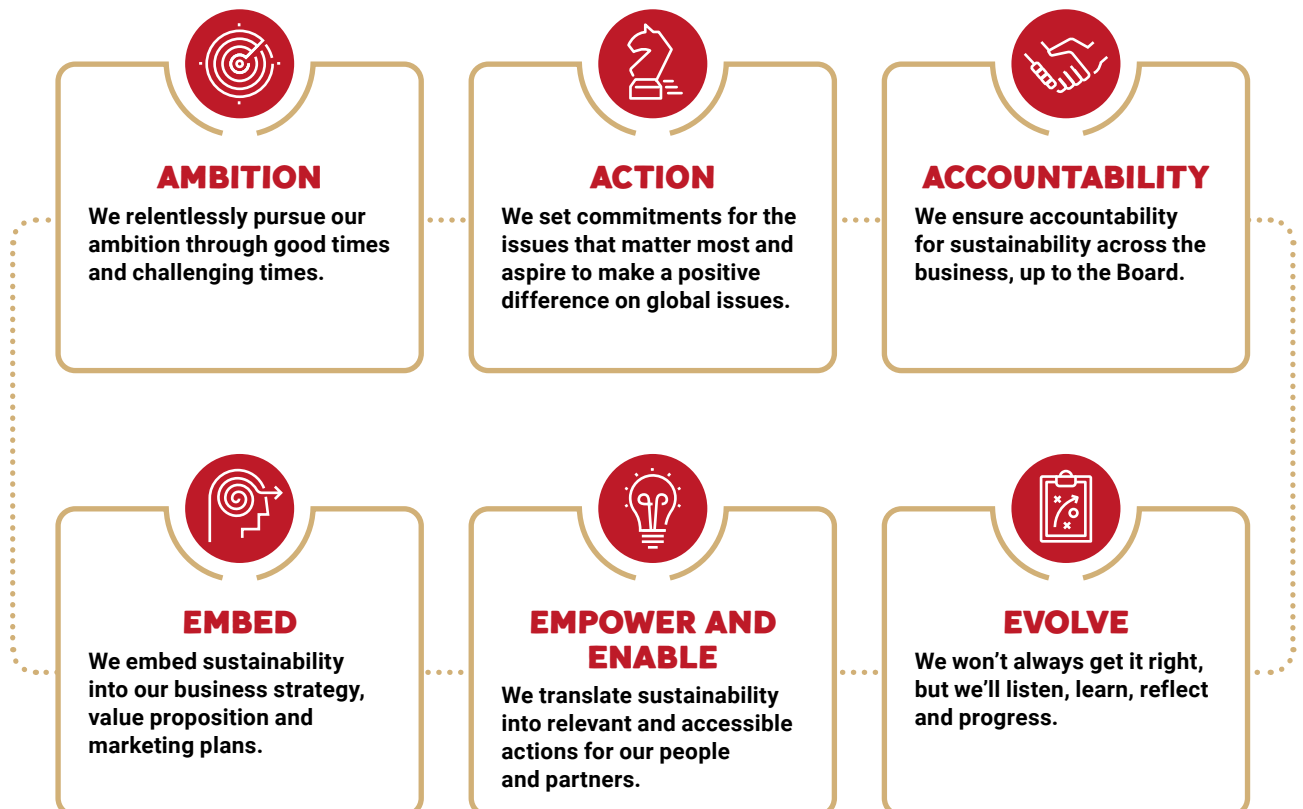 AMBITION
We relentlessly pursue our
ambition through good times
and challenging times.
ACTION
We set commitments for the
issues that matter most and
aspire to make a positive
difference on global issues.
ACCOUNTABILITY
We ensure accountability
for sustainability across the
business, up to the Board.
EMBED
We embed sustainability
into our business strategy,
value proposition and
marketing plans.
EMPOWER AND
ENABLE
We translate sustainability
into relevant and accessible
actions for our people
and partners.
EVOLVE
We won’t always get it right,
but we’ll listen, learn, reflect
and progress.